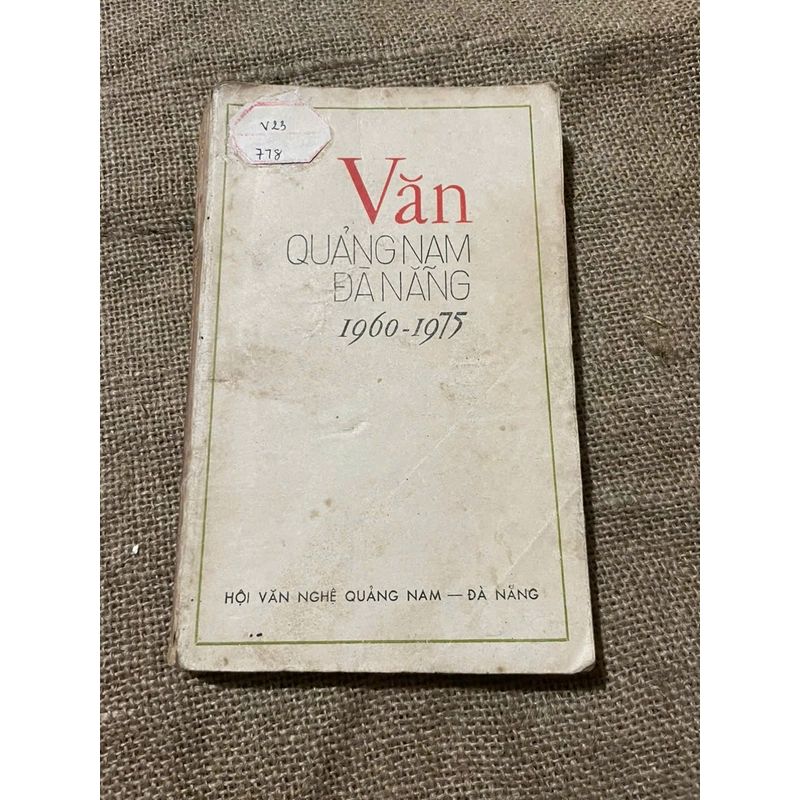 V23
778
Văn
QUẢNG NAM
ĐÀ NẴNG
1960-1975
HỘI VĂN NGHỆ QUẢNG NAM — ĐÀ NẴNG